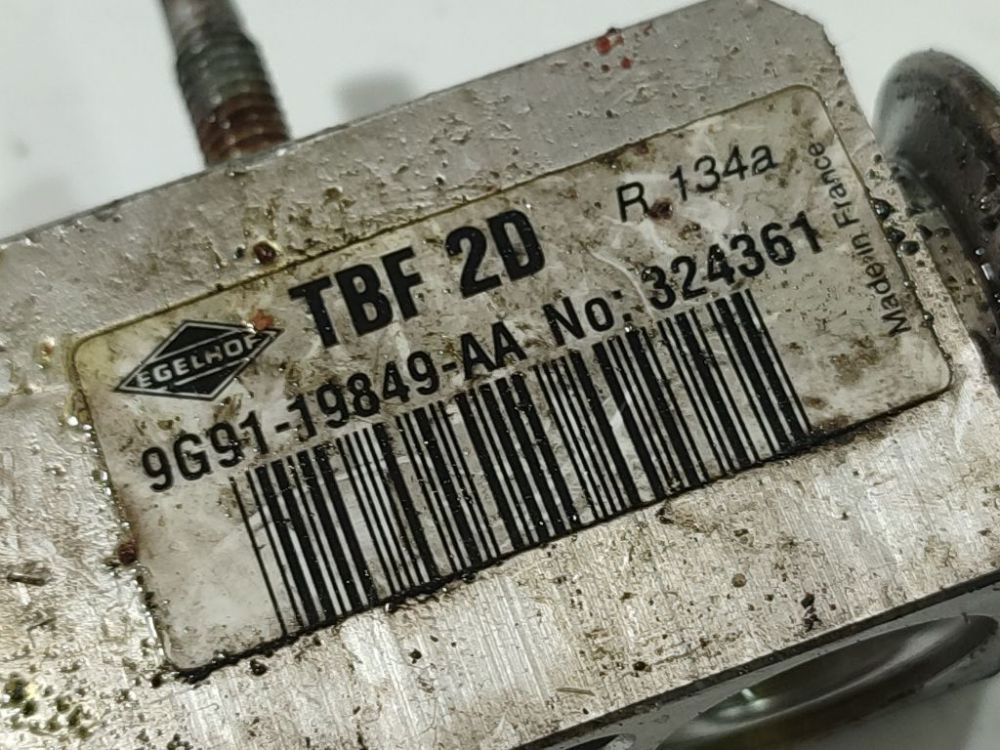 TBF 2D
R 134a
EGELHOF
9G91-19849-AA No: 324361
Made in France